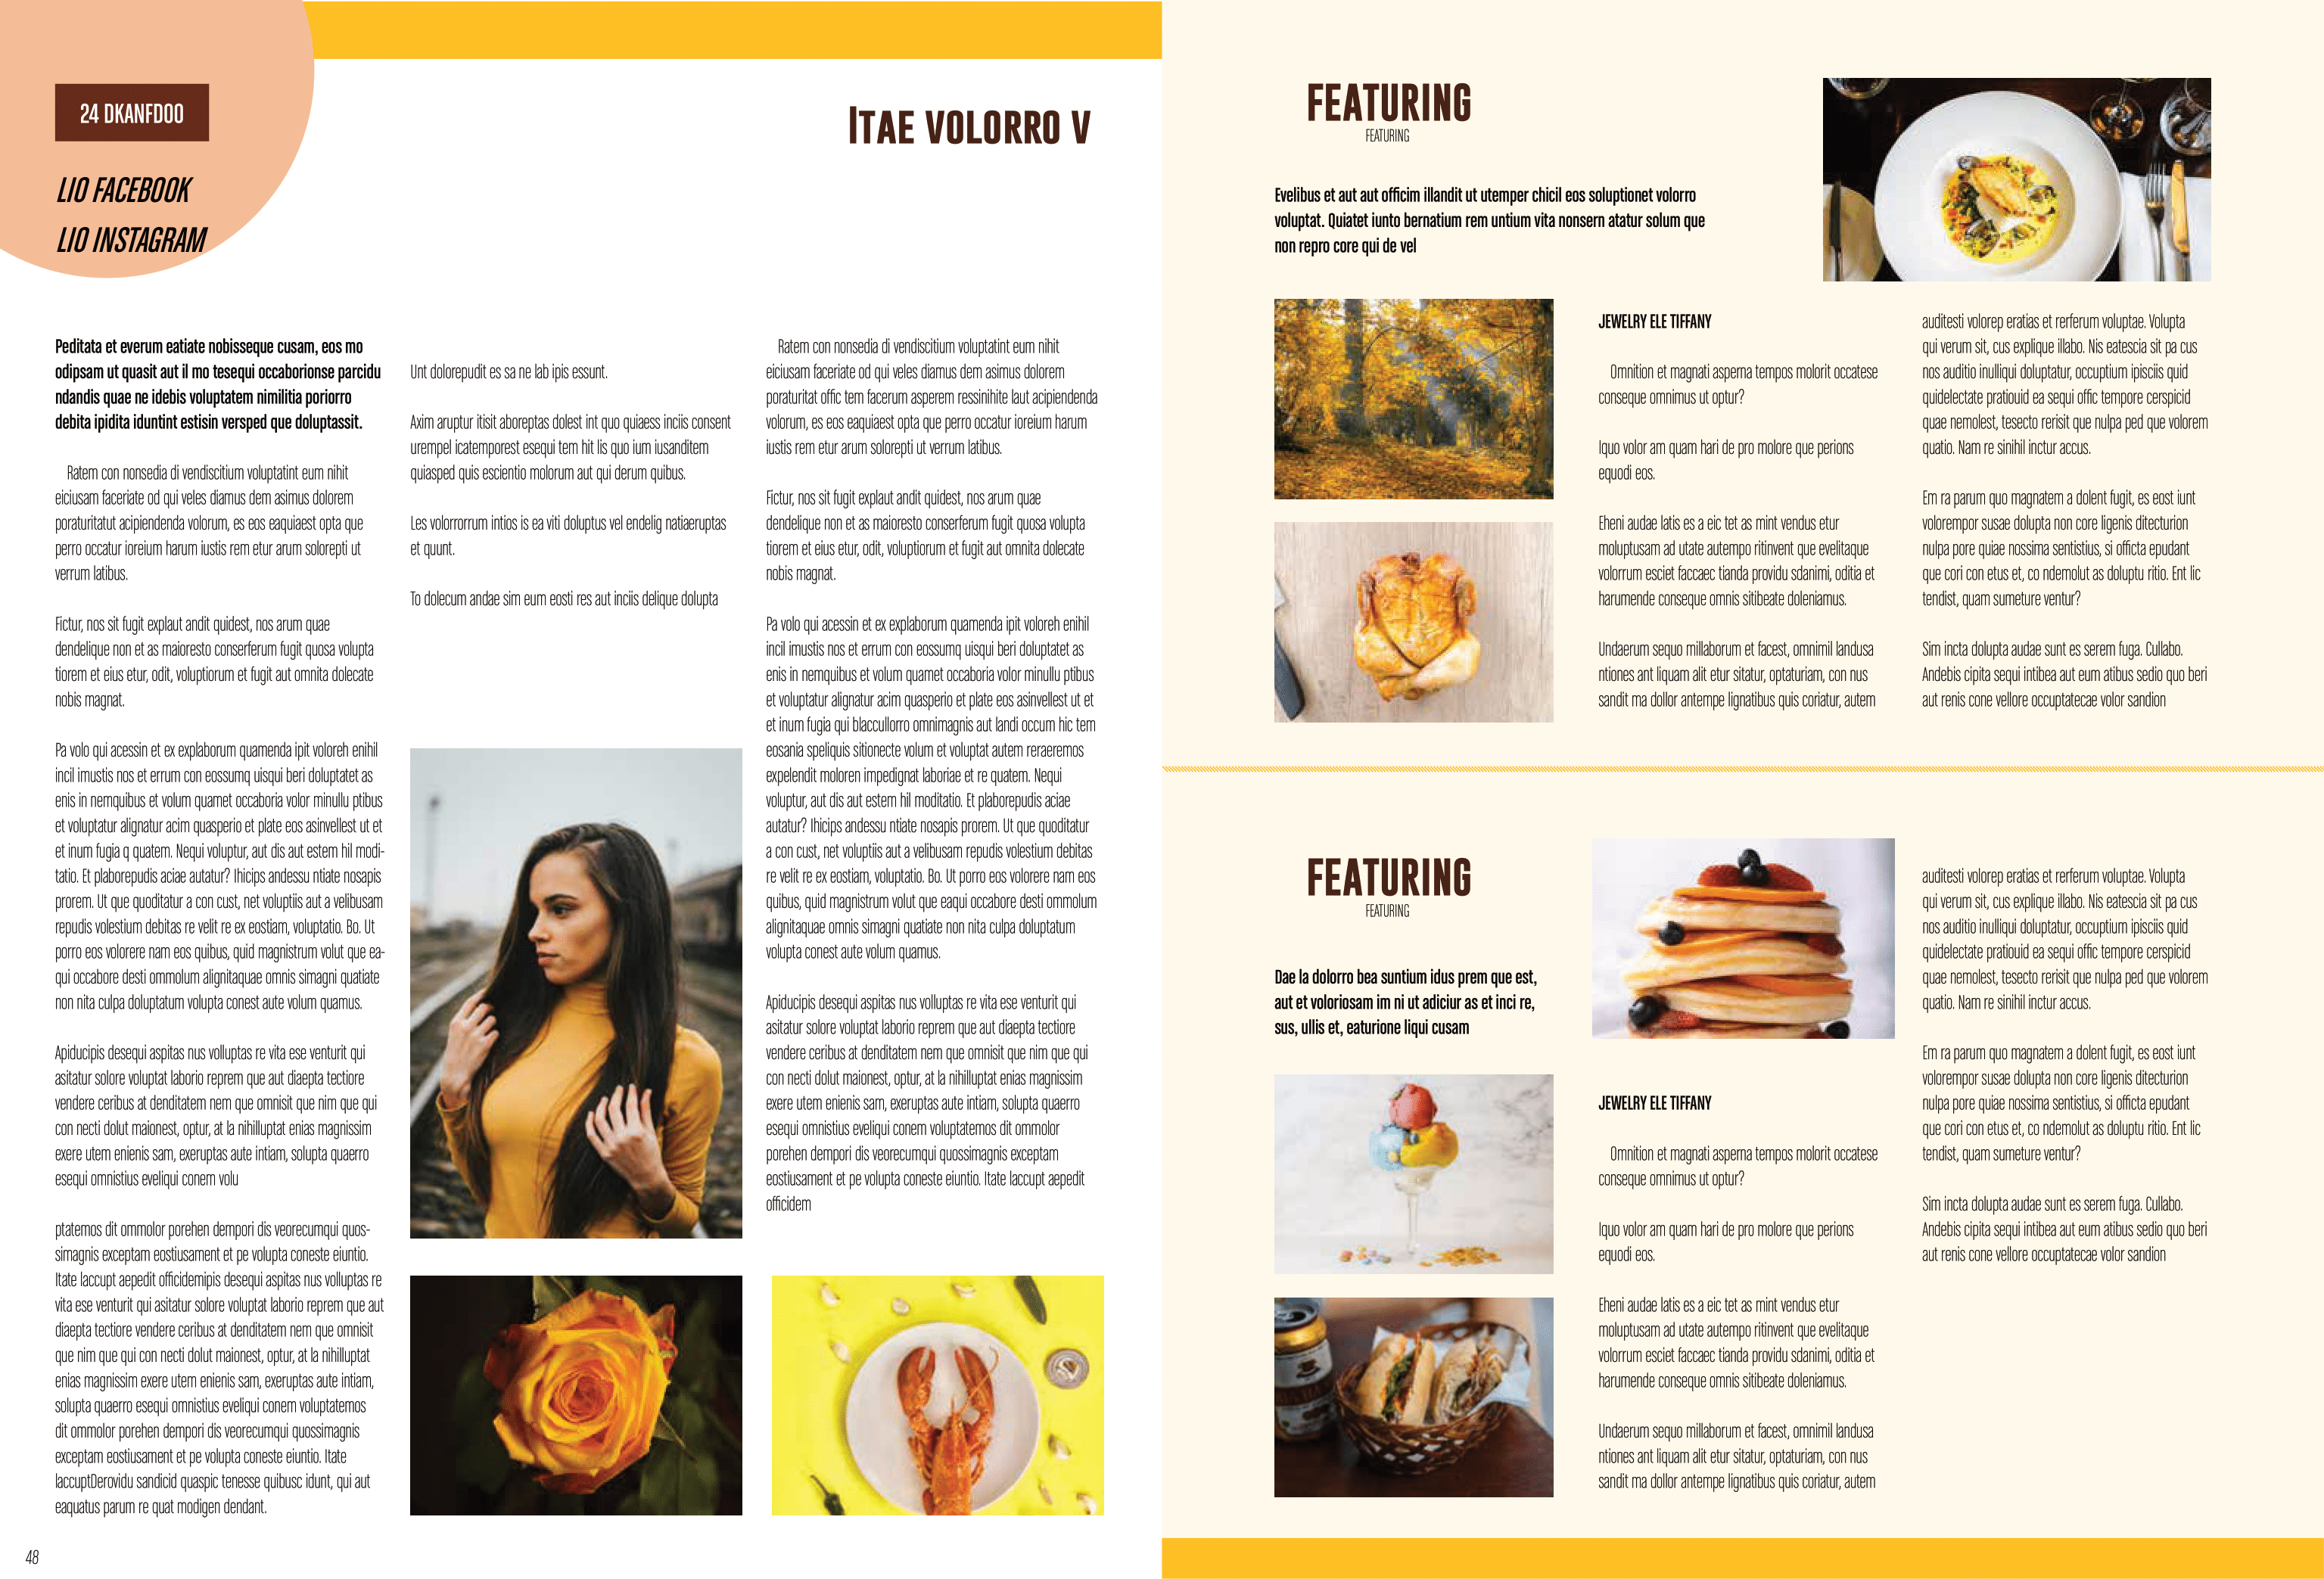 24 DKANFDOO
LIO FACEBOOK
LIO INSTAGRAM
Itae volorro v
Peditata et everum eatiate nobisseque cusam, eos mo
odipsam ut quasit aut il mo tesequi occaborionse parcidu
ndandis quae ne idebis voluptatem nimilitia poriorro
debita ipidita iduntint estisin versped que doluptassit.
Ratem con nonsedia di vendiscitium voluptatint eum nihit
eiciusam faceriate od qui veles diamus dem asimus dolorem
poraturitatut acipiendenda volorum, es eos eaquiaest opta que
perro occatur ioreium harum iustis rem etur arum solorepti ut
verrum latibus.
Fictur, nos sit fugit explaut andit quidest, nos arum quae
dendelique non et as maioresto conserferum fugit quosa volupta
tiorem et eius etur, odit, voluptiorum et fugit aut omnita dolecate
nobis magnat.
Pa volo qui acessin et ex explaborum quamenda ipit voloreh enihil
incil imustis nos et errum con eossumq uisqui beri doluptatet as
enis in nemquibus et volum quamet occaboria volor minullu ptibus
et voluptatur alignatur acim quasperio et plate eos asinvellest ut et
et inum fugia q quatem. Nequi voluptur, aut dis aut estem hil modi-
tatio. Et plaborepudis aciae autatur? Ihicips andessu ntiate nosapis
prorem. Ut que quoditatur a con cust, net voluptiis aut a velibusam
repudis volestium debitas re velit re ex eostiam, voluptatio. Bo. Ut
porro eos volorere nam eos quibus, quid magnistrum volut que ea-
qui occabore desti ommolum alignitaquae omnis simagni quatiate
non nita culpa doluptatum volupta conest aute volum quamus.
Apiducipis desequi aspitas nus volluptas re vita ese venturit qui
asitatur solore voluptat laborio reprem que aut diaepta tectiore
vendere ceribus at denditatem nem que omnisit que nim que qui
con necti dolut maionest, optur, at la nihilluptat enias magnissim
exere utem enienis sam, exeruptas aute intiam, solupta quaerro
esequi omnistius eveliqui conem volu
ptatemos dit ommolor porehen dempori dis veorecumqui quos-
simagnis exceptam eostiusament et pe volupta coneste eiuntio.
Itate laccupt aepedit officidemipis desequi aspitas nus volluptas re
vita ese venturit qui asitatur solore voluptat laborio reprem que aut
diaepta tectiore vendere ceribus at denditatem nem que omnisit
que nim que qui con necti dolut maionest, optur, at la nihilluptat
enias magnissim exere utem enienis sam, exeruptas aute intiam,
solupta quaerro esequi omnistius eveliqui conem voluptatemos
dit ommolor porehen dempori dis veorecumqui quossimagnis
exceptam eostiusament et pe volupta coneste eiuntio. Itate
laccuptDerovidu sandicid quaspic tenesse quibusc idunt, qui aut
eaquatus parum re quat modigen dendant.
48
Unt dolorepudit es sa ne lab ipis essunt.
Axim aruptur itisit aboreptas dolest int quo quiaess inciis consent
urempel icatemporest esequi tem hit lis quo ium iusanditem
quiasped quis escientio molorum aut qui derum quibus.
Les volorrorrum intios is ea viti doluptus vel endelig natiaeruptas
et quunt.
To dolecum andae sim eum eosti res aut inciis delique dolupta
Ratem con nonsedia di vendiscitium voluptatint eum nihit
eiciusam faceriate od qui veles diamus dem asimus dolorem
poraturitat offic tem facerum asperem ressinihite laut acipiendenda
volorum, es eos eaquiaest opta que perro occatur ioreium harum
iustis rem etur arum solorepti ut verrum latibus.
Fictur, nos sit fugit explaut andit quidest, nos arum quae
dendelique non et as maioresto conserferum fugit quosa volupta
tiorem et eius etur, odit, voluptiorum et fugit aut omnita dolecate
nobis magnat.
Pa volo qui acessin et ex explaborum quamenda ipit voloreh enihil
incil imustis nos et errum con eossumq uisqui beri doluptatet as
enis in nemquibus et volum quamet occaboria volor minullu ptibus
et voluptatur alignatur acim quasperio et plate eos asinvellest ut et
et inum fugia qui blaccullorro omnimagnis aut landi occum hic tem
eosania speliquis sitionecte volum et voluptat autem reraeremos
expelendit moloren impedignat laboriae et re quatem. Nequi
voluptur, aut dis aut estem hil moditatio. Et plaborepudis aciae
autatur? Ihicips andessu ntiate nosapis prorem. Ut que quoditatur
a con cust, net voluptiis aut a velibusam repudis volestium debitas
re velit re ex eostiam, voluptatio. Bo. Ut porro eos volorere nam eos
quibus, quid magnistrum volut que eaqui occabore desti ommolum
alignitaquae omnis simagni quatiate non nita culpa doluptatum
volupta conest aute volum quamus.
Apiducipis desequi aspitas nus volluptas re vita ese venturit qui
asitatur solore voluptat laborio reprem que aut diaepta tectiore
vendere ceribus at denditatem nem que omnisit que nim que qui
con necti dolut maionest, optur, at la nihilluptat enias magnissim
exere utem enienis sam, exeruptas aute intiam, solupta quaerro
esequi omnistius eveliqui conem voluptatemos dit ommolor
porehen dempori dis veorecumqui quossimagnis exceptam
eostiusament et pe volupta coneste eiuntio. Itate laccupt aepedit
officidem
FEATURING
FEATURING
Evelibus et aut aut officim illandit ut utemper chicil eos soluptionet volorro
voluptat. Quiatet iunto bernatium rem untium vita nonsern atatur solum que
non repro core qui de vel
JEWELRY ELE TIFFANY
Omnition et magnati asperna tempos molorit occatese
conseque omnimus ut optur?
Iquo volor am quam hari de pro molore que perions
equodi eos.
Eheni audae latis es a eic tet as mint vendus etur
moluptusam ad utate autempo ritinvent que evelitaque
volorrum esciet faccaec tianda providu sdanimi, oditia et
harumende conseque omnis sitibeate doleniamus.
Undaerum sequo millaborum et facest, omnimil landusa
ntiones ant liquam alit etur sitatur, optaturiam, con nus
sandit ma dollor antempe lignatibus quis coriatur, autem
auditesti volorep eratias et rerferum voluptae. Volupta
qui verum sit, cus explique illabo. Nis eatescia sit pa cus
nos auditio inulliqui doluptatur, occuptium ipisciis quid
quidelectate pratiouid ea sequi offic tempore cerspicid
quae nemolest, tesecto rerisit que nulpa ped que volorem
quatio. Nam re sinihil inctur accus.
Em ra parum quo magnatem a dolent fugit, es eost iunt
volorempor susae dolupta non core ligenis ditecturion
nulpa pore quiae nossima sentistius, si officta epudant
que cori con etus et, co ndemolut as doluptu ritio. Ent lic
tendist, quam sumeture ventur?
Sim incta dolupta audae sunt es serem fuga. Cullabo.
Andebis cipita sequi intibea aut eum atibus sedio quo beri
aut renis cone vellore occuptatecae volor sandion
FEATURING
FEATURING
Dae la dolorro bea suntium idus prem que est,
aut et voloriosam im ni ut adiciur as et inci re,
sus, ullis et, eaturione liqui cusam
JEWELRY ELE TIFFANY
Omnition et magnati asperna tempos molorit occatese
conseque omnimus ut optur?
Iquo volor am quam hari de pro molore que perions
equodi eos.
Eheni audae latis es a eic tet as mint vendus etur
moluptusam ad utate autempo ritinvent que evelitaque
volorrum esciet faccaec tianda providu sdanimi, oditia et
harumende conseque omnis sitibeate doleniamus.
Undaerum sequo millaborum et facest, omnimil landusa
ntiones ant liquam alit etur sitatur, optaturiam, con nus
sandit ma dollor antempe lignatibus quis coriatur, autem
auditesti volorep eratias et rerferum voluptae. Volupta
qui verum sit, cus explique illabo. Nis eatescia sit pa cus
nos auditio inulliqui doluptatur, occuptium ipisciis quid
quidelectate pratiouid ea sequi offic tempore cerspicid
quae nemolest, tesecto rerisit que nulpa ped que volorem
quatio. Nam re sinihil inctur accus.
Em ra parum quo magnatem a dolent fugit, es eost iunt
volorempor susae dolupta non core ligenis ditecturion
nulpa pore quiae nossima sentistius, si officta epudant
que cori con etus et, co ndemolut as doluptu ritio. Ent lic
tendist, quam sumeture ventur?
Sim incta dolupta audae sunt es serem fuga. Cullabo.
Andebis cipita sequi intibea aut eum atibus sedio quo beri
aut renis cone vellore occuptatecae volor sandion